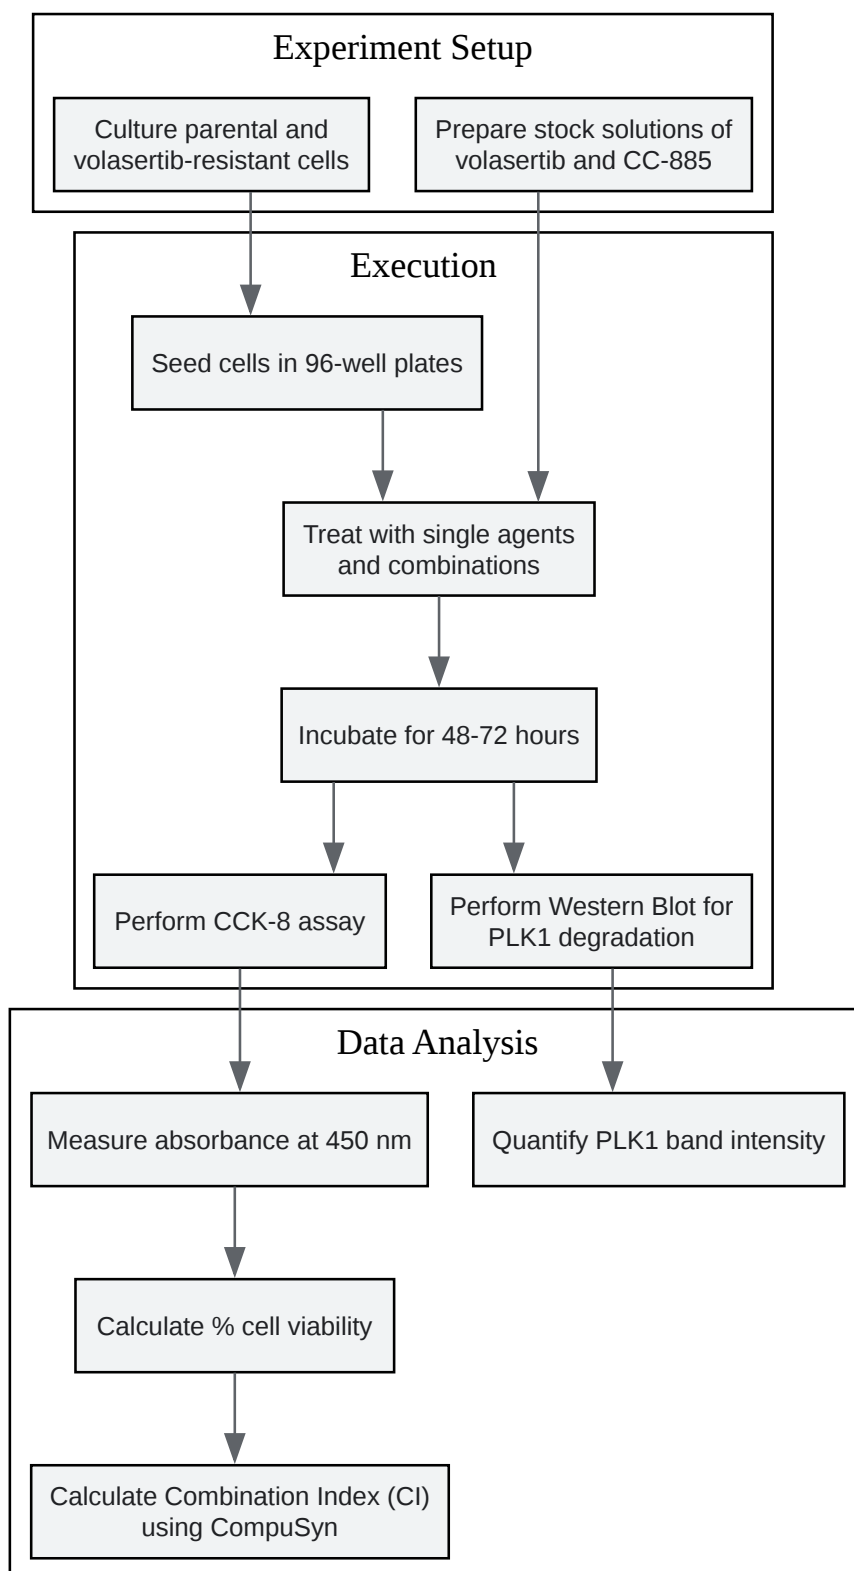 Experiment Setup
Culture parental and
volasertib-resistant cells
Prepare stock solutions of
volasertib and CC-885
Execution
Seed cells in 96-well plates
Treat with single agents
and combinations
Incubate for 48-72 hours
Perform CCK-8 assay
Perform Western Blot for
PLK1 degradation
Data Analysis
Measure absorbance at 450 nm
Quantify PLK1 band intensity
Calculate % cell viability
Calculate Combination Index (CI)
using CompuSyn